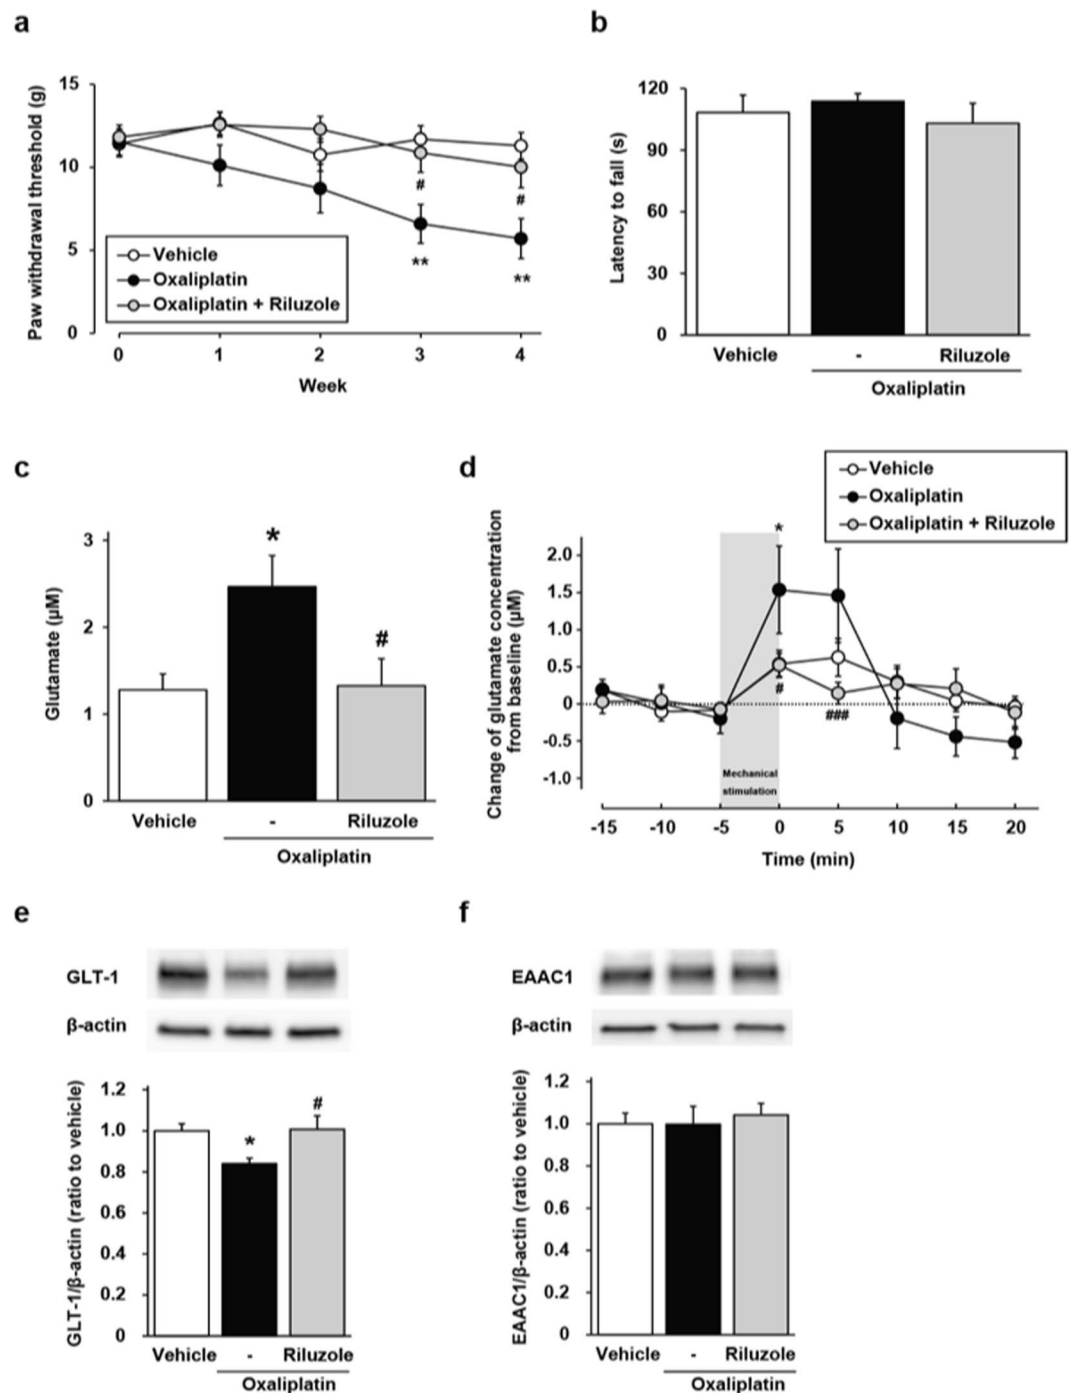 a
Paw withdrawal threshold (g)
15
10
5
0
#
#
**
**
Vehicle
Oxaliplatin
Oxaliplatin + Riluzole
0 1 2 3 4
Week
b
Latency to fall (s)
120
90
60
30
0
Vehicle - Riluzole
Oxaliplatin
c
Glutamate (μM)
3
2
1
0
*
#
Vehicle - Riluzole
Oxaliplatin
d
Vehicle
Oxaliplatin
Oxaliplatin + Riluzole
Change of glutamate concentration
from baseline (μM)
2.0
1.5
1.0
0.5
0
-0.5
-1.0
*
#
###
Mechanical
stimulation
-15 -10 -5 0 5 10 15 20
Time (min)
e
GLT-1
β-actin
GLT-1/β-actin (ratio to vehicle)
1.2
1.0
0.8
0.6
0.4
0.2
0
*
#
Vehicle - Riluzole
Oxaliplatin
f
EAAC1
β-actin
EAAC1/β-actin (ratio to vehicle)
1.2
1.0
0.8
0.6
0.4
0.2
0
Vehicle - Riluzole
Oxaliplatin